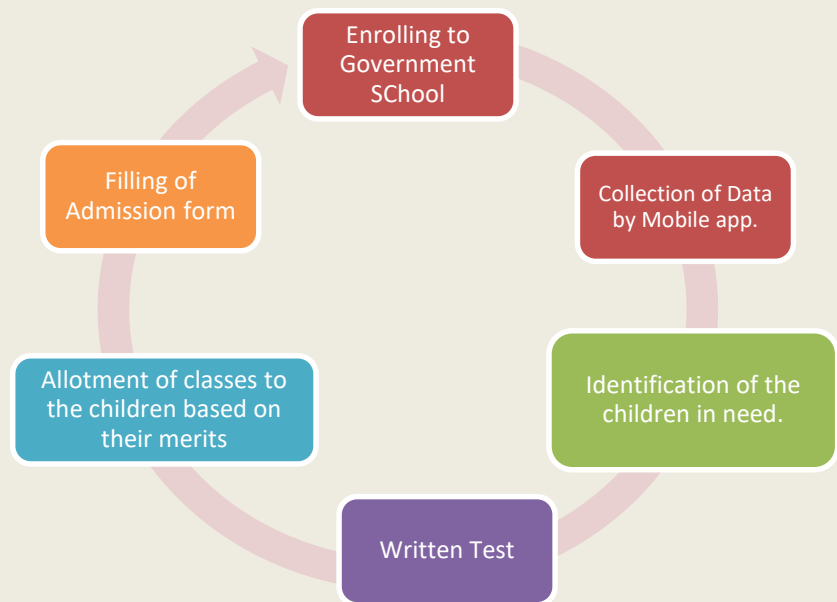 Enrolling to
Government
SChool
Collection of Data
by Mobile app.
Identification of the
children in need.
Written Test
Allotment of classes to
the children based on
their merits
Filling of
Admission form